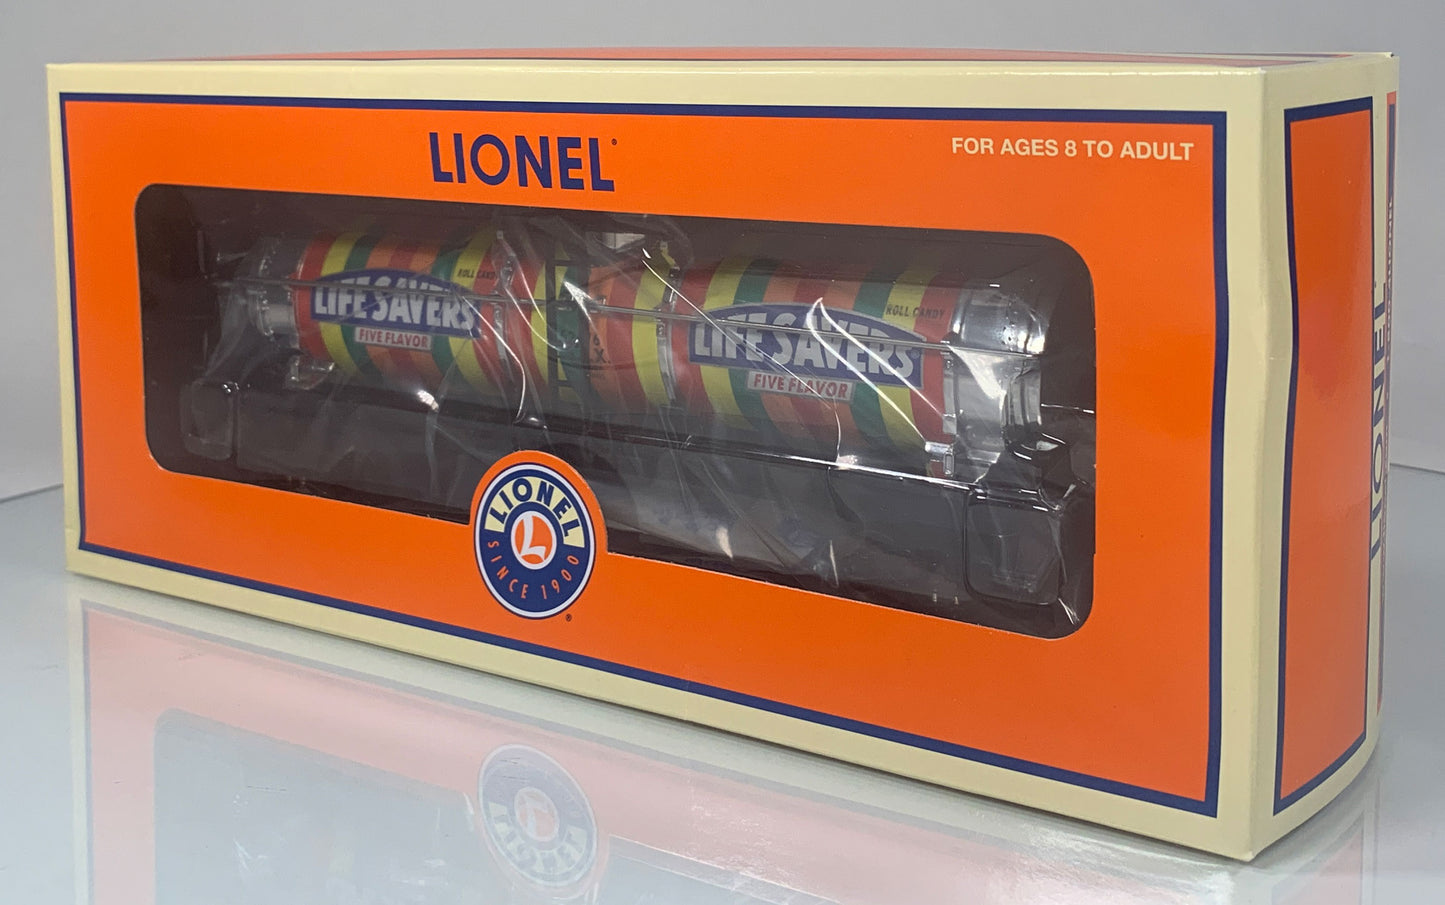 LIONEL
FOR AGES 8 TO ADULT
ROLL CANDY
LIFE SAVERS
FIVE FLAVOR
ROLL CANDY
LIFE SAVERS®
FIVE FLAVOR
LIONEL
L
SINCE 1900
®
LIONEL